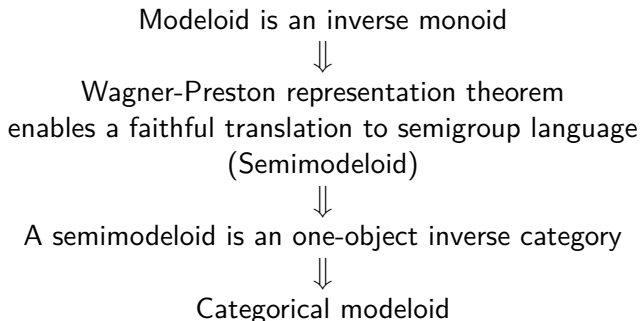 Modeloid is an inverse monoid
⇓
Wagner-Preston representation theorem
enables a faithful translation to semigroup language
(Semimodeloid)
⇓
A semimodeloid is an one-object inverse category
⇓
Categorical modeloid